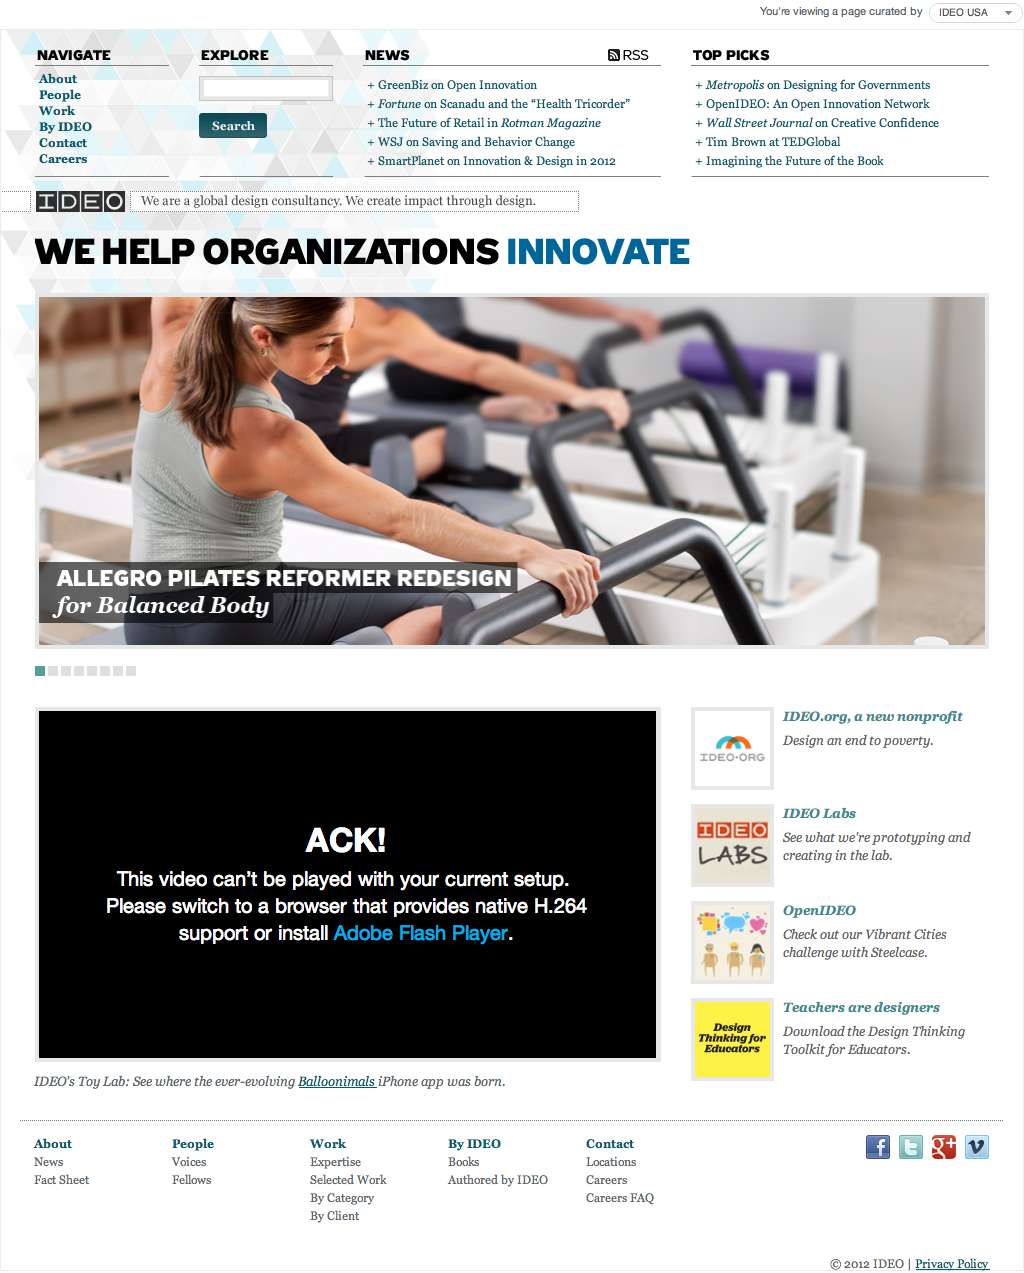 You're viewing a page curated by IDEO USA
NAVIGATE
About
People
Work
By IDEO
Contact
Careers
EXPLORE
Search
NEWS
RSS
+ GreenBiz on Open Innovation
+ Fortune on Scanadu and the “Health Tricorder”
+ The Future of Retail in Rotman Magazine
+ WSJ on Saving and Behavior Change
+ SmartPlanet on Innovation & Design in 2012
TOP PICKS
+ Metropolis on Designing for Governments
+ OpenIDEO: An Open Innovation Network
+ Wall Street Journal on Creative Confidence
+ Tim Brown at TEDGlobal
+ Imagining the Future of the Book
IDEO We are a global design consultancy. We create impact through design.
WE HELP ORGANIZATIONS INNOVATE
ALLEGRO PILATES REFORMER REDESIGN
for Balanced Body
ACK!
This video can’t be played with your current setup.
Please switch to a browser that provides native H.264
support or install Adobe Flash Player.
IDEO's Toy Lab: See where the ever-evolving Balloonimals iPhone app was born.
IDEO•ORG
IDEO.org, a new nonprofit
Design an end to poverty.
IDEO
LABS
IDEO Labs
See what we're prototyping and
creating in the lab.
OpenIDEO
Check out our Vibrant Cities
challenge with Steelcase.
Design
Thinking for
Educators
Teachers are designers
Download the Design Thinking
Toolkit for Educators.
About
News
Fact Sheet
People
Voices
Fellows
Work
Expertise
Selected Work
By Category
By Client
By IDEO
Books
Authored by IDEO
Contact
Locations
Careers
Careers FAQ
f t g+ v
© 2012 IDEO | Privacy Policy